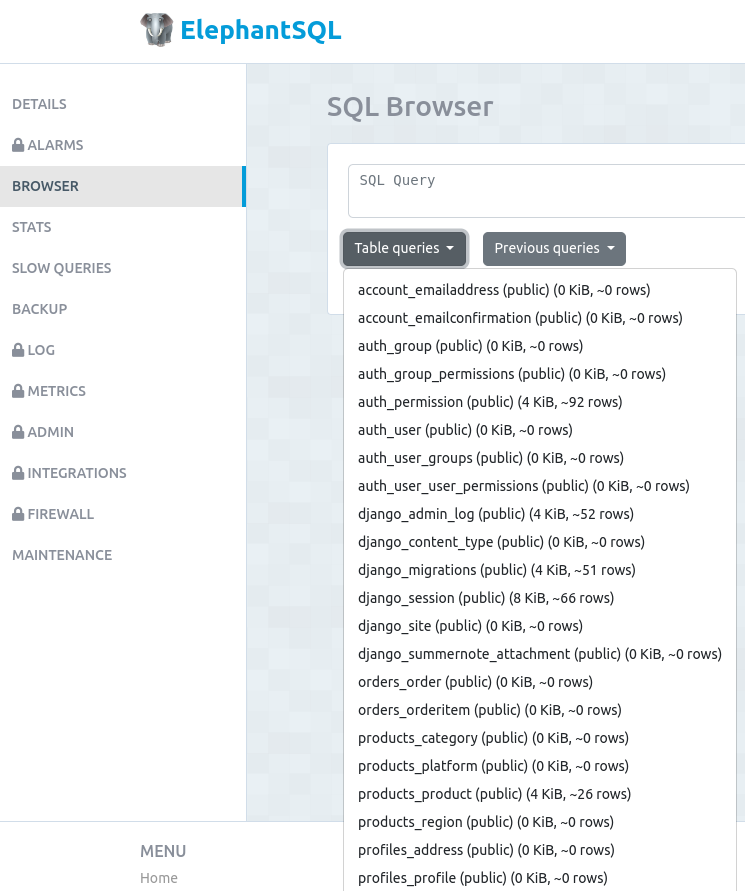 ElephantSQL
DETAILS
ALARMS
BROWSER
STATS
SLOW QUERIES
BACKUP
LOG
METRICS
ADMIN
INTEGRATIONS
FIREWALL
MAINTENANCE
SQL Browser
SQL Query
Table queries
Previous queries
account_emailaddress (public) (0 KiB, ~0 rows)
account_emailconfirmation (public) (0 KiB, ~0 rows)
auth_group (public) (0 KiB, ~0 rows)
auth_group_permissions (public) (0 KiB, ~0 rows)
auth_permission (public) (4 KiB, ~92 rows)
auth_user (public) (0 KiB, ~0 rows)
auth_user_groups (public) (0 KiB, ~0 rows)
auth_user_user_permissions (public) (0 KiB, ~0 rows)
django_admin_log (public) (4 KiB, ~52 rows)
django_content_type (public) (0 KiB, ~0 rows)
django_migrations (public) (4 KiB, ~51 rows)
django_session (public) (8 KiB, ~66 rows)
django_site (public) (0 KiB, ~0 rows)
django_summernote_attachment (public) (0 KiB, ~0 rows)
orders_order (public) (0 KiB, ~0 rows)
orders_orderitem (public) (0 KiB, ~0 rows)
products_category (public) (0 KiB, ~0 rows)
products_platform (public) (0 KiB, ~0 rows)
products_product (public) (4 KiB, ~26 rows)
products_region (public) (0 KiB, ~0 rows)
profiles_address (public) (0 KiB, ~0 rows)
profiles_profile (public) (0 KiB, ~0 rows)
MENU
Home